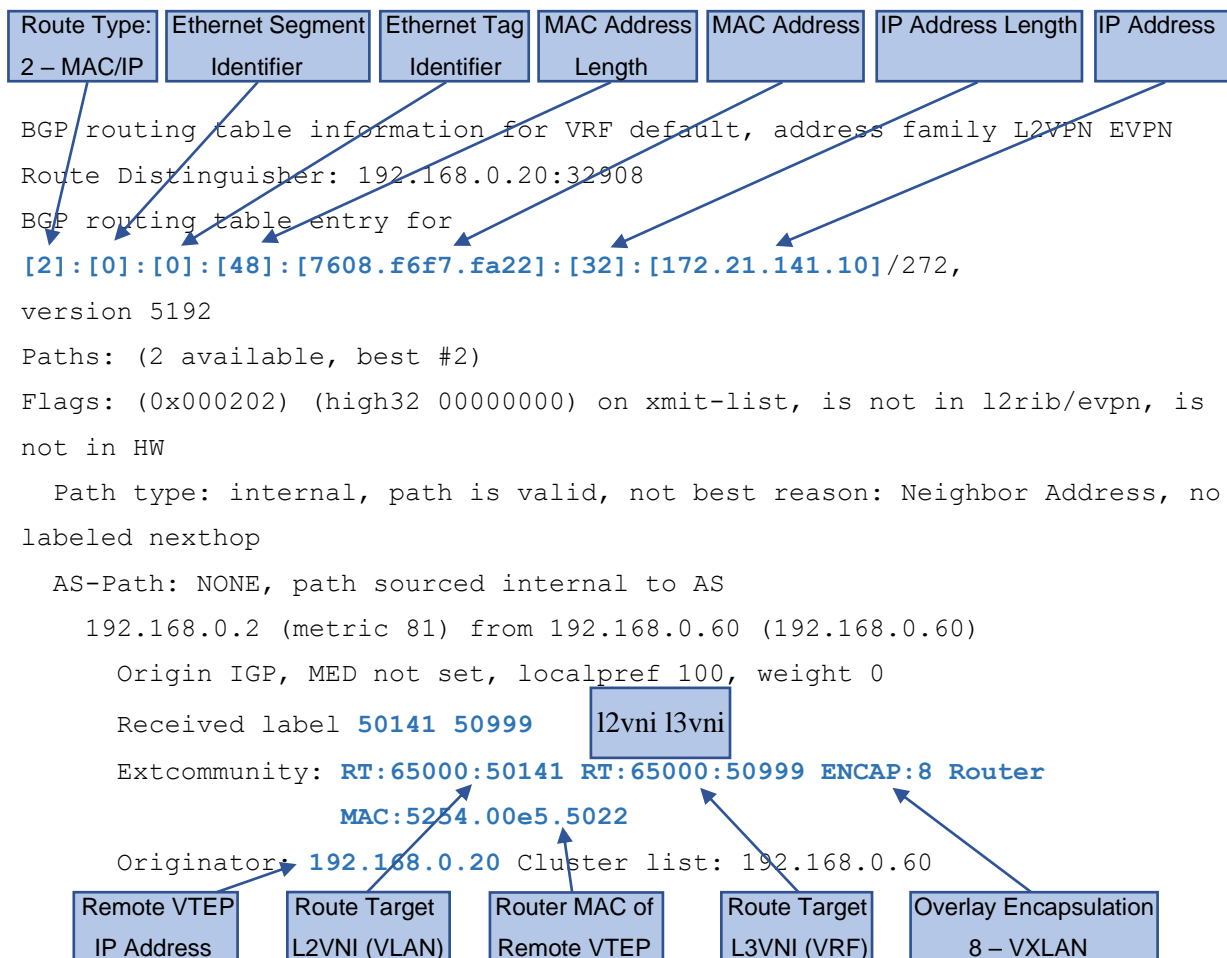 Route Type:
2 – MAC/IP
Ethernet Segment
Identifier
Ethernet Tag
Identifier
MAC Address
Length
MAC Address
IP Address Length
IP Address
BGP routing table information for VRF default, address family L2VPN EVPN
Route Distinguisher: 192.168.0.20:32908
BGP routing table entry for
[2]:[0]:[0]:[48]:[7608.f6f7.fa22]:[32]:[172.21.141.10]/272,
version 5192
Paths: (2 available, best #2)
Flags: (0x000202) (high32 00000000) on xmit-list, is not in l2rib/evpn, is
not in HW
Path type: internal, path is valid, not best reason: Neighbor Address, no
labeled nexthop
AS-Path: NONE, path sourced internal to AS
192.168.0.2 (metric 81) from 192.168.0.60 (192.168.0.60)
Origin IGP, MED not set, localpref 100, weight 0
Received label 50141 50999
l2vni l3vni
Extcommunity: RT:65000:50141 RT:65000:50999 ENCAP:8 Router
MAC:5254.00e5.5022
Originator: 192.168.0.20 Cluster list: 192.168.0.60
Remote VTEP
IP Address
Route Target
L2VNI (VLAN)
Router MAC of
Remote VTEP
Route Target
L3VNI (VRF)
Overlay Encapsulation
8 – VXLAN